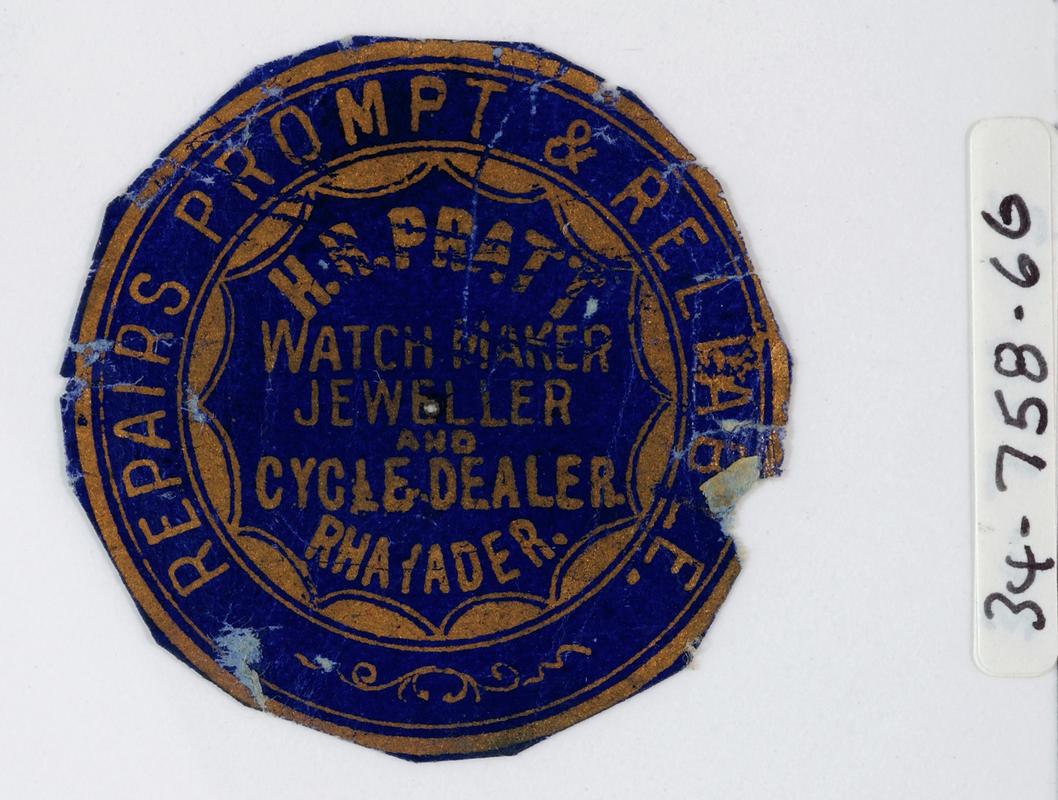 REPAIRS PROMPT & RELIABLE.
H.R. PRATT
WATCH MAKER
JEWELLER
AND
CYCLE DEALER.
RHAYADER.
34-758-66